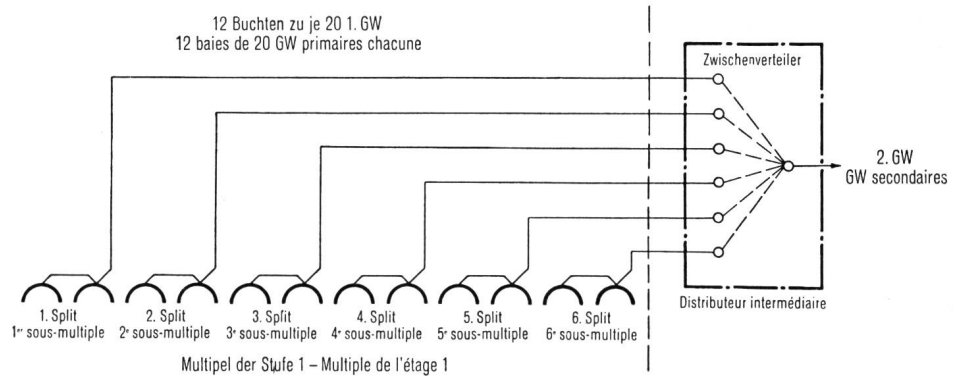 12 Buchten zu je 20 1. GW
12 baies de 20 GW primaires chacune
Zwischenverteiler
2. GW
GW secondaires
1. Split
1er sous-multiple
2. Split
2e sous-multiple
3. Split
3e sous-multiple
4. Split
4e sous-multiple
5. Split
5e sous-multiple
6. Split
6e sous-multiple
Distributeur intermédiaire
Multipel der Stufe 1 – Multiple de l'étage 1